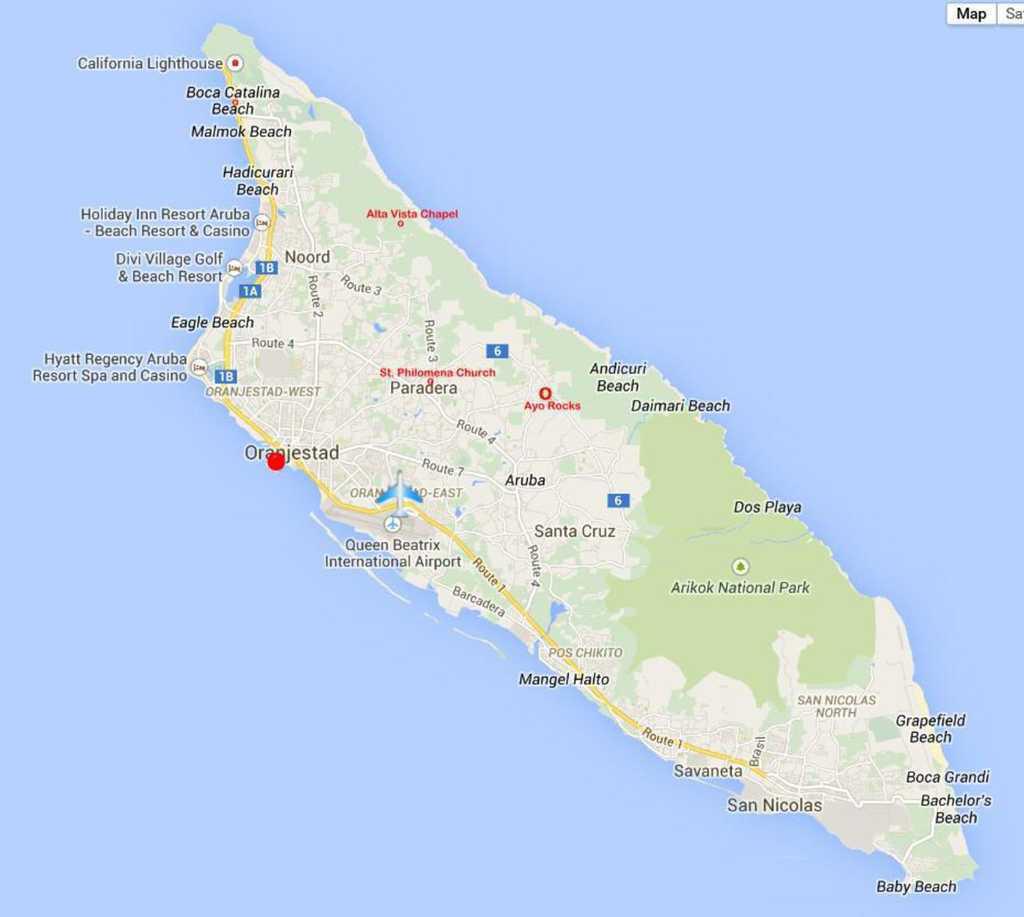 Map
Sa
California Lighthouse
Boca Catalina
Beach
Malmok Beach
Hadicurari
Beach
Holiday Inn Resort Aruba
- Beach Resort & Casino
Alta Vista Chapel
Noord
Divi Village Golf
& Beach Resort
1B
1A
Route 2
Route 3
Eagle Beach
Route 4
Route 3
6
Hyatt Regency Aruba
Resort Spa and Casino
1B
ORANJESTAD-WEST
St. Philomena Church
Paradera
Ayo Rocks
Andicuri
Beach
Daimari Beach
Route 4
Oranjestad
Route 7
Aruba
ORAN D-EAST
6
Dos Playa
Santa Cruz
Queen Beatrix
International Airport
Route 1
Route 4
Arikok National Park
Barcadera
POS CHIKITO
Mangel Halto
SAN NICOLAS
NORTH
Route 1
Brasil
Grapefield
Beach
Savaneta
San Nicolas
Boca Grandi
Bachelor's
Beach
Baby Beach